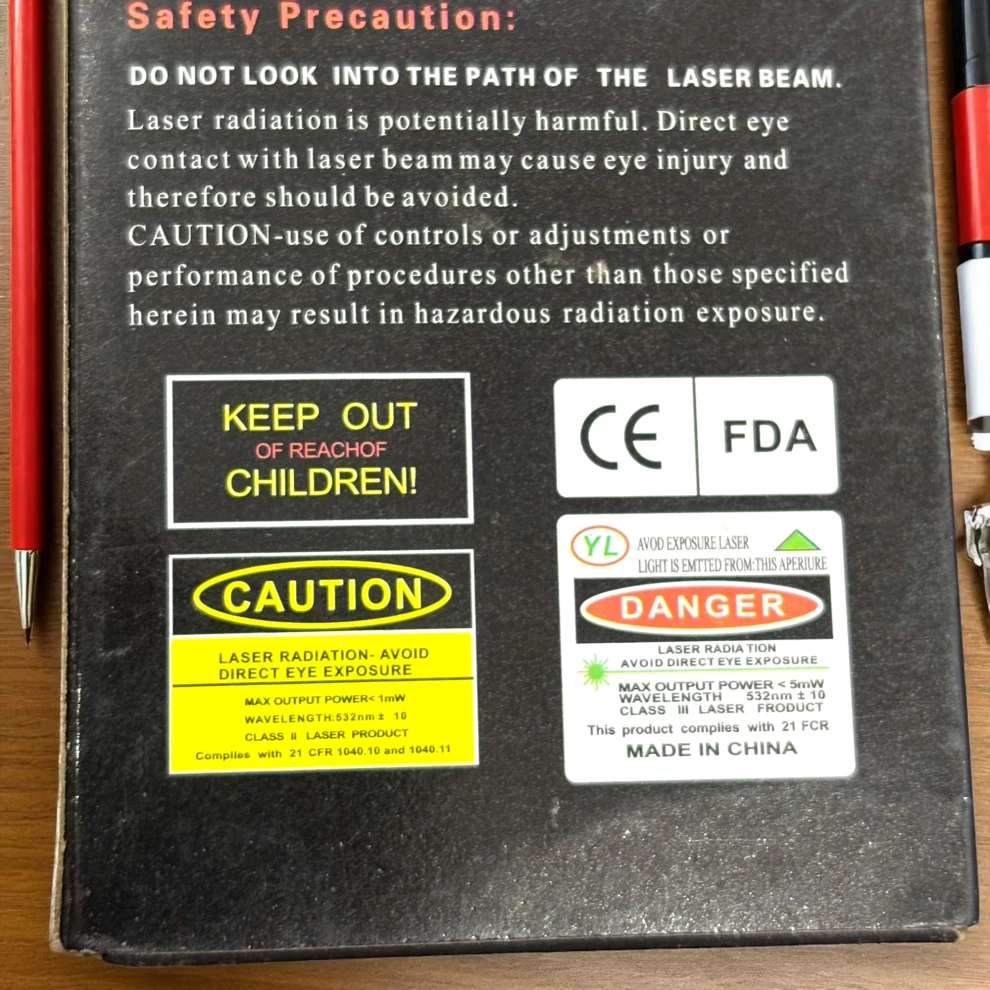 Safety Precaution:
DO NOT LOOK INTO THE PATH OF THE LASER BEAM.
Laser radiation is potentially harmful. Direct eye
contact with laser beam may cause eye injury and
therefore should be avoided.
CAUTION-use of controls or adjustments or
performance of procedures other than those specified
herein may result in hazardous radiation exposure.
KEEP OUT
OF REACHOF
CHILDREN!
CAUTION
LASER RADIATION- AVOID
DIRECT EYE EXPOSURE
MAX OUTPUT POWER< 1mW
WAVELENGTH:532nm ± 10
CLASS II LASER PRODUCT
Complies with 21 CFR 1040.10 and 1040.11
CE
FDA
YL
AVOD EXPOSURE LASER
LIGHT IS EMTTED FROM:THIS APERIURE
DANGER
LASER RADIA TION
AVOID DIRECT EYE EXPOSURE
MAX OUTPUT POWER < 5mW
WAVELENGTH 532nm ± 10
CLASS III LASER FRODUCT
This product complies with 21 FCR
MADE IN CHINA